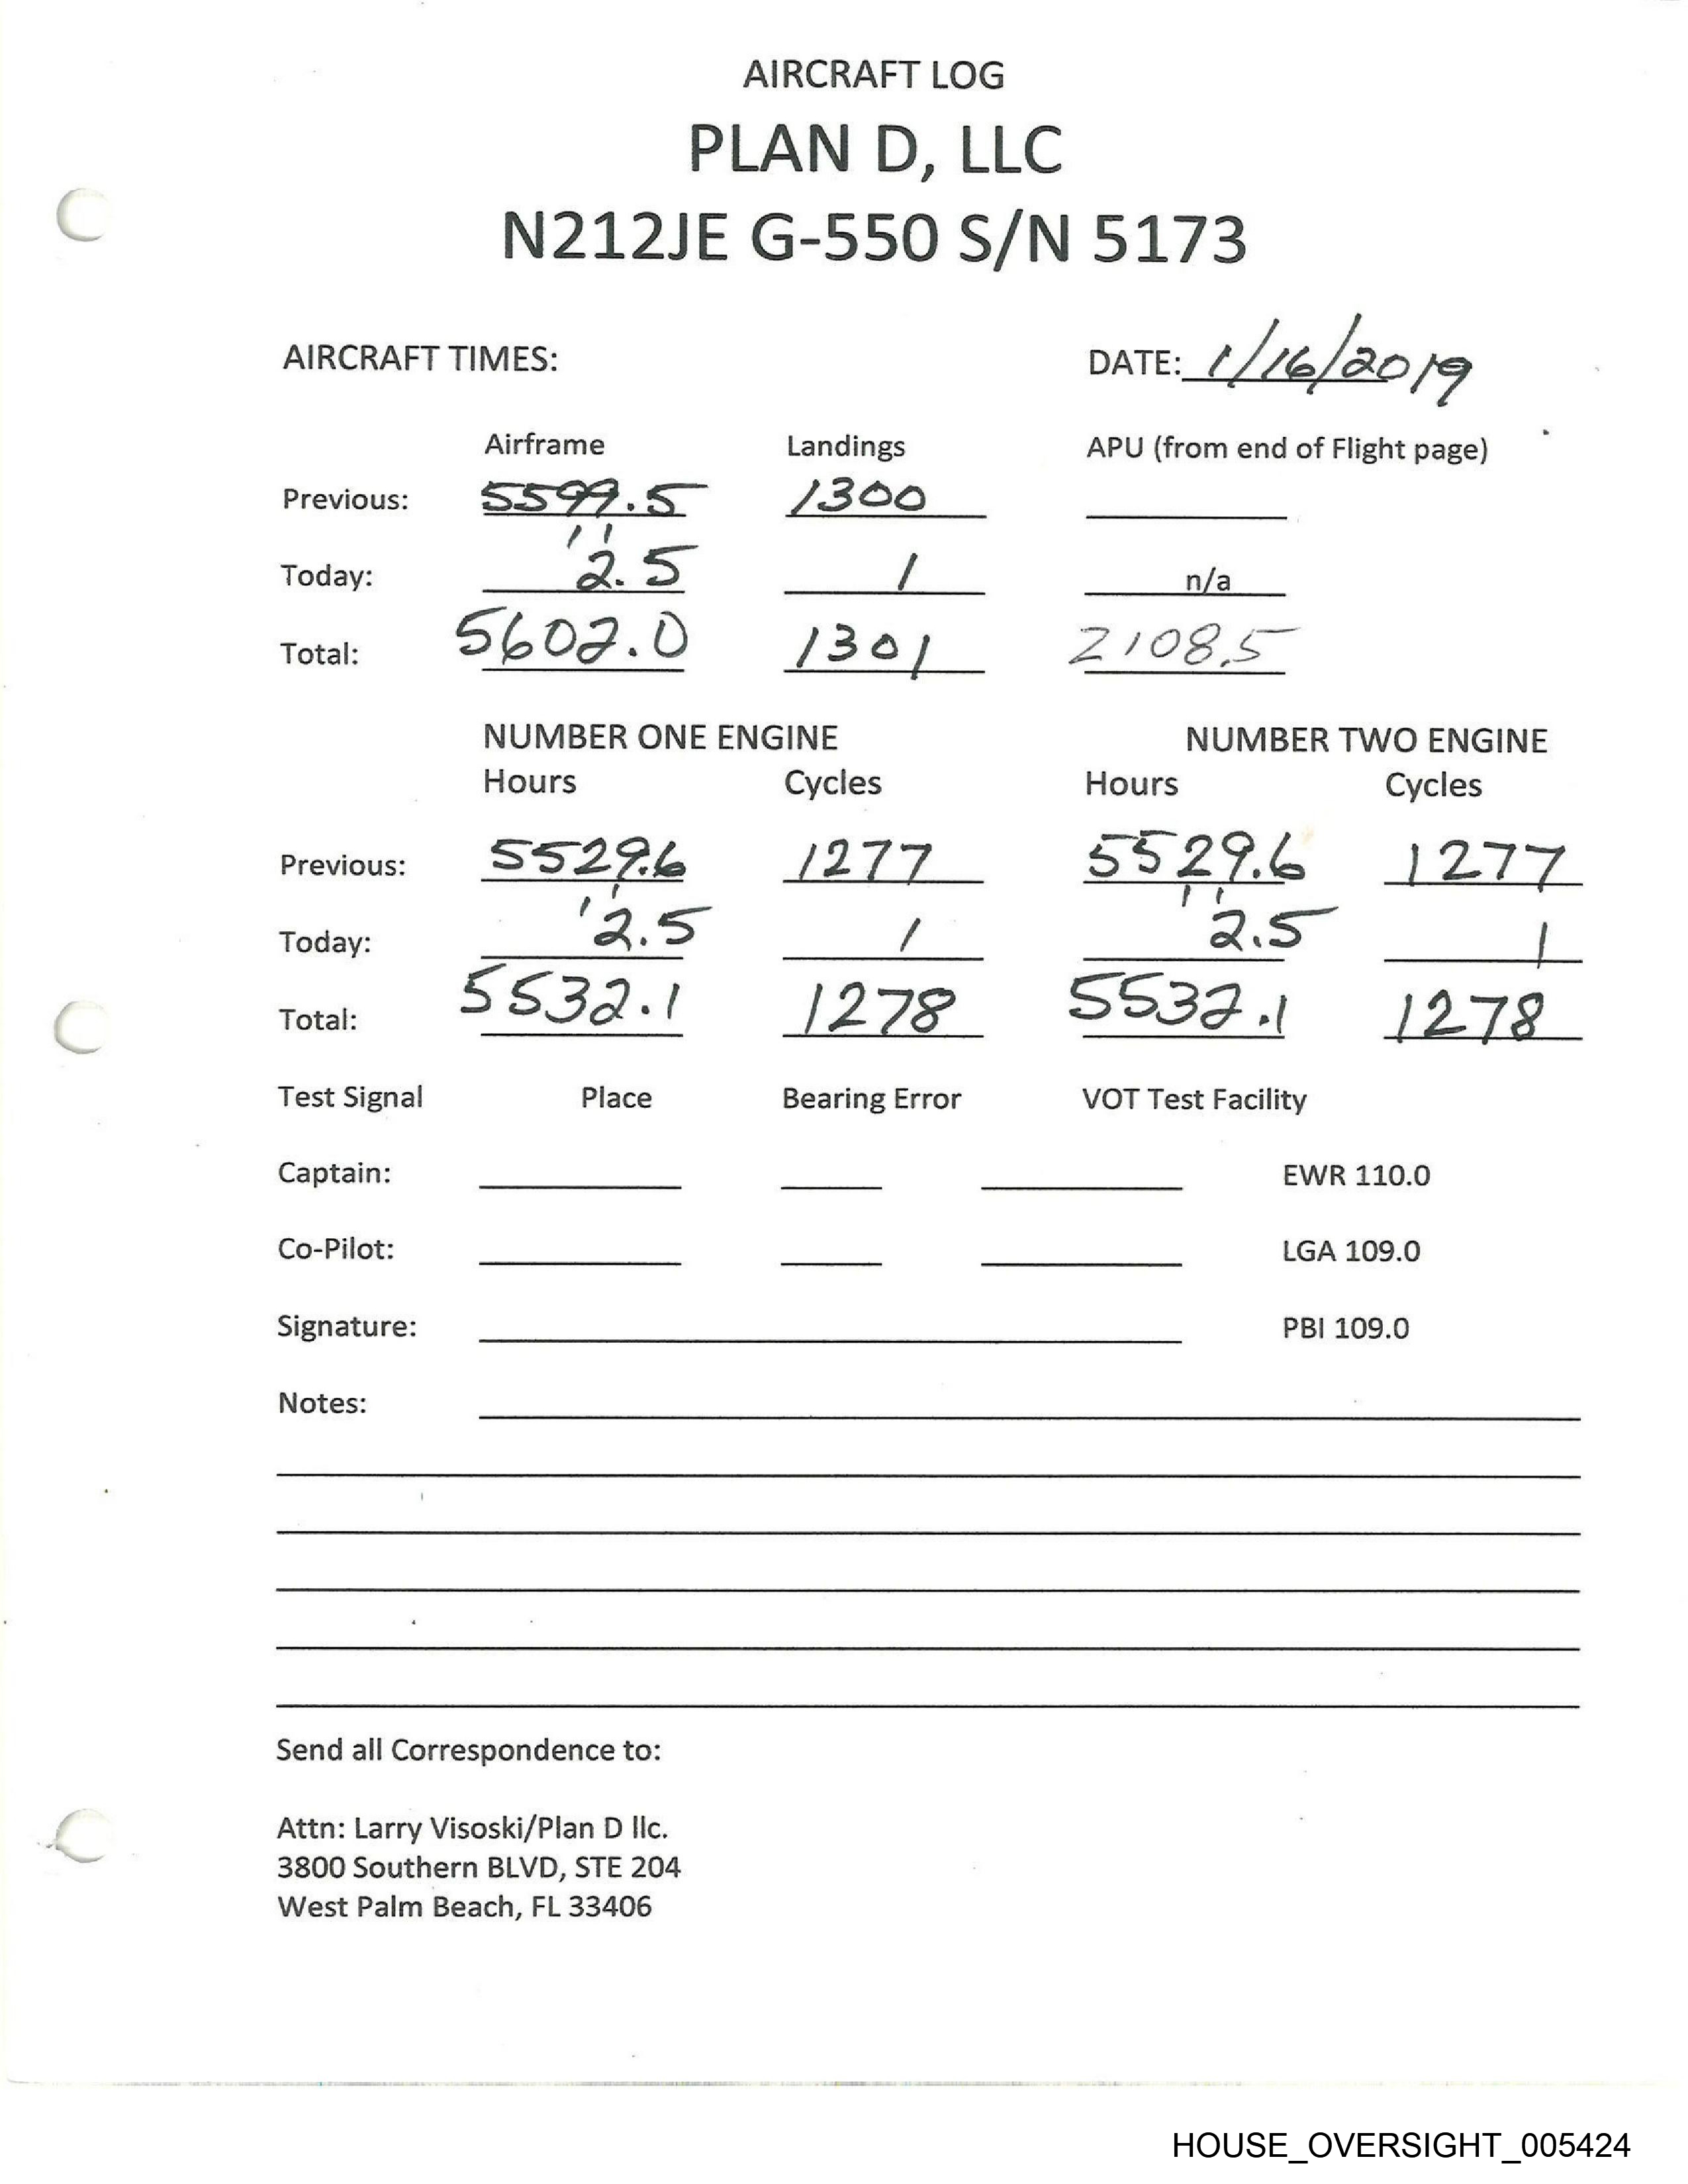 AIRCRAFT LOG
PLAN D, LLC
N212JE G-550 S/N 5173
AIRCRAFT TIMES: DATE: 1/16/2019
Airframe Landings APU (from end of Flight page)
Previous: 5599.5 1300
Today: 2.5 1 n/a
Total: 5602.0 1301 2108.5
NUMBER ONE ENGINE NUMBER TWO ENGINE
Hours Cycles Hours Cycles
Previous: 5529.6 1277 5529.6 1277
Today: 2.5 1 2.5 1
Total: 5532.1 1278 5532.1 1278
Test Signal Place Bearing Error VOT Test Facility
Captain: EWR 110.0
Co-Pilot: LGA 109.0
Signature: PBI 109.0
Notes:
Send all Correspondence to:
Attn: Larry Visoski/Plan D llc.
3800 Southern BLVD, STE 204
West Palm Beach, FL 33406
HOUSE_OVERSIGHT_005424